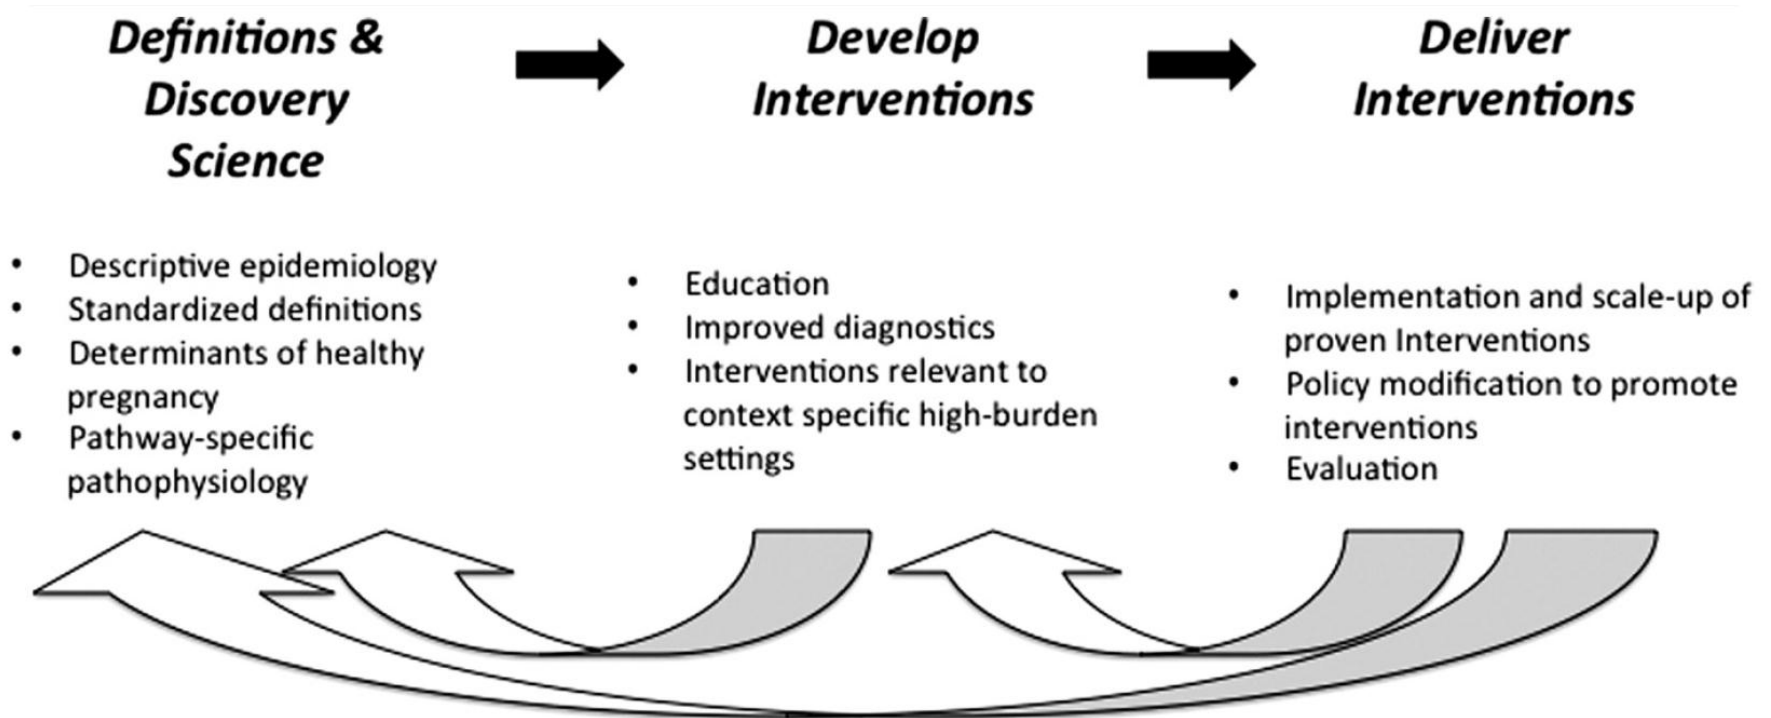 Definitions &
Discovery
Science
Develop
Interventions
Deliver
Interventions
• Descriptive epidemiology
• Standardized definitions
• Determinants of healthy
pregnancy
• Pathway-specific
pathophysiology
• Education
• Improved diagnostics
• Interventions relevant to
context specific high-burden
settings
• Implementation and scale-up of
proven Interventions
• Policy modification to promote
interventions
• Evaluation